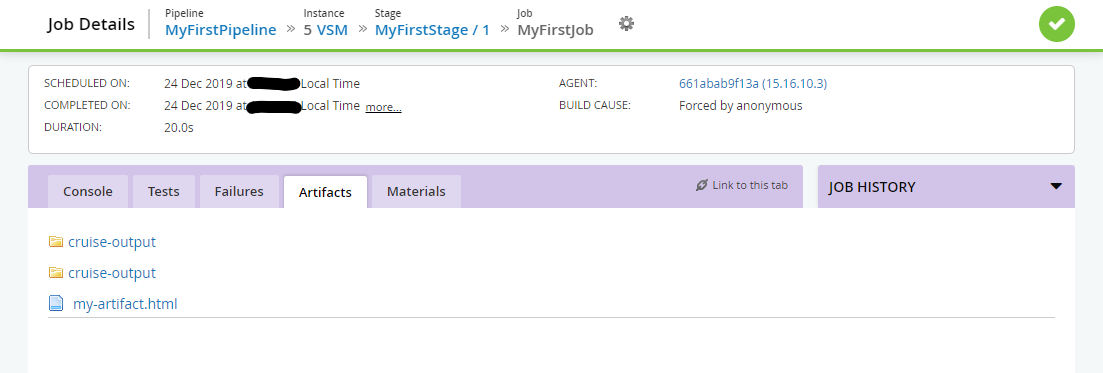 Job Details
Pipeline Instance Stage Job
MyFirstPipeline » 5 VSM » MyFirstStage / 1 » MyFirstJob
SCHEDULED ON: 24 Dec 2019 at Local Time AGENT: 661abab9f13a (15.16.10.3)
COMPLETED ON: 24 Dec 2019 at Local Time more... BUILD CAUSE: Forced by anonymous
DURATION: 20.0s
Console Tests Failures Artifacts Materials Link to this tab JOB HISTORY
cruise-output
cruise-output
my-artifact.html